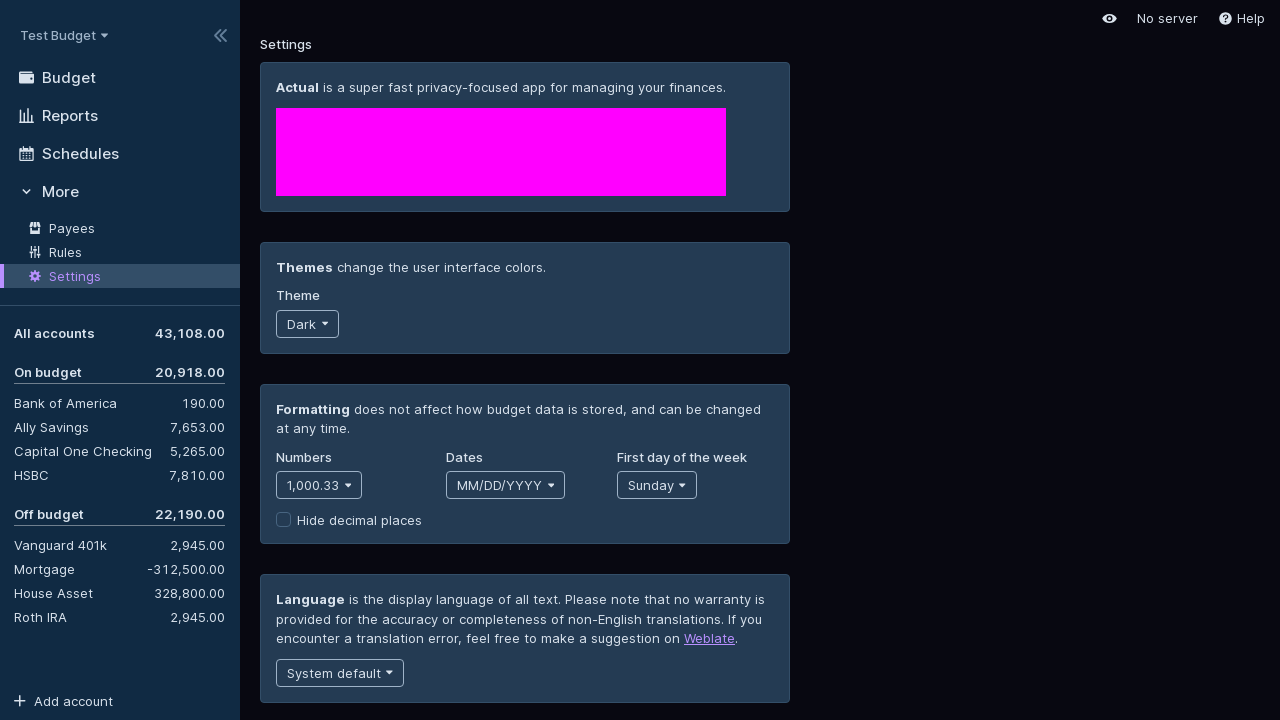 Test Budget
Budget
Reports
Schedules
More
Payees
Rules
Settings
All accounts 43,108.00
On budget 20,918.00
Bank of America 190.00
Ally Savings 7,653.00
Capital One Checking 5,265.00
HSBC 7,810.00
Off budget 22,190.00
Vanguard 401k 2,945.00
Mortgage -312,500.00
House Asset 328,800.00
Roth IRA 2,945.00
Add account
No server Help
Settings
Actual is a super fast privacy-focused app for managing your finances.
Themes change the user interface colors.
Theme
Dark
Formatting does not affect how budget data is stored, and can be changed
at any time.
Numbers Dates First day of the week
1,000.33 MM/DD/YYYY Sunday
Hide decimal places
Language is the display language of all text. Please note that no warranty is
provided for the accuracy or completeness of non-English translations. If you
encounter a translation error, feel free to make a suggestion on Weblate.
System default